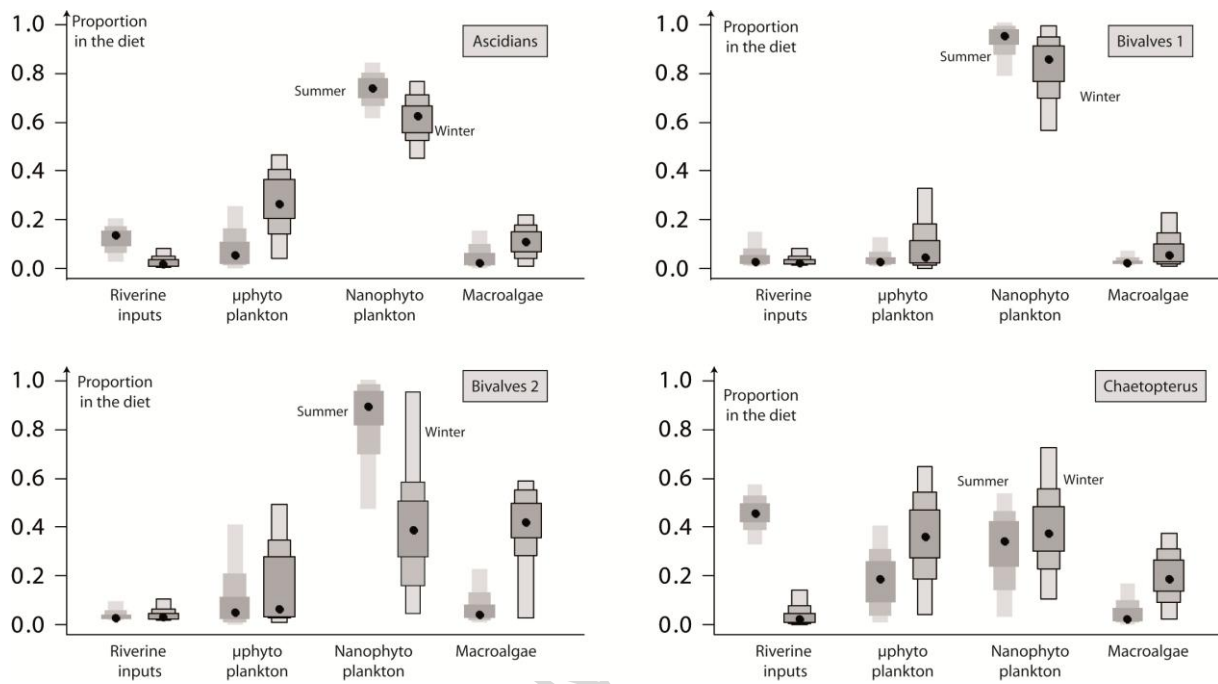 1.0
Proportion
in the diet
Ascidians
0.8
Summer
Winter
0.6
0.4
0.2
0.0
Riverine
inputs
µphyto
plankton
Nanophyto
plankton
Macroalgae
1.0
Proportion
in the diet
Bivalves 1
Summer
0.8
Winter
0.6
0.4
0.2
0.0
Riverine
inputs
µphyto
plankton
Nanophyto
plankton
Macroalgae
1.0
Proportion
in the diet
Bivalves 2
Summer
Winter
0.8
0.6
0.4
0.2
0.0
Riverine
inputs
µphyto
plankton
Nanophyto
plankton
Macroalgae
1.0
Proportion
in the diet
Chaetopterus
0.8
0.6
Summer
Winter
0.4
0.2
0.0
Riverine
inputs
µphyto
plankton
Nanophyto
plankton
Macroalgae